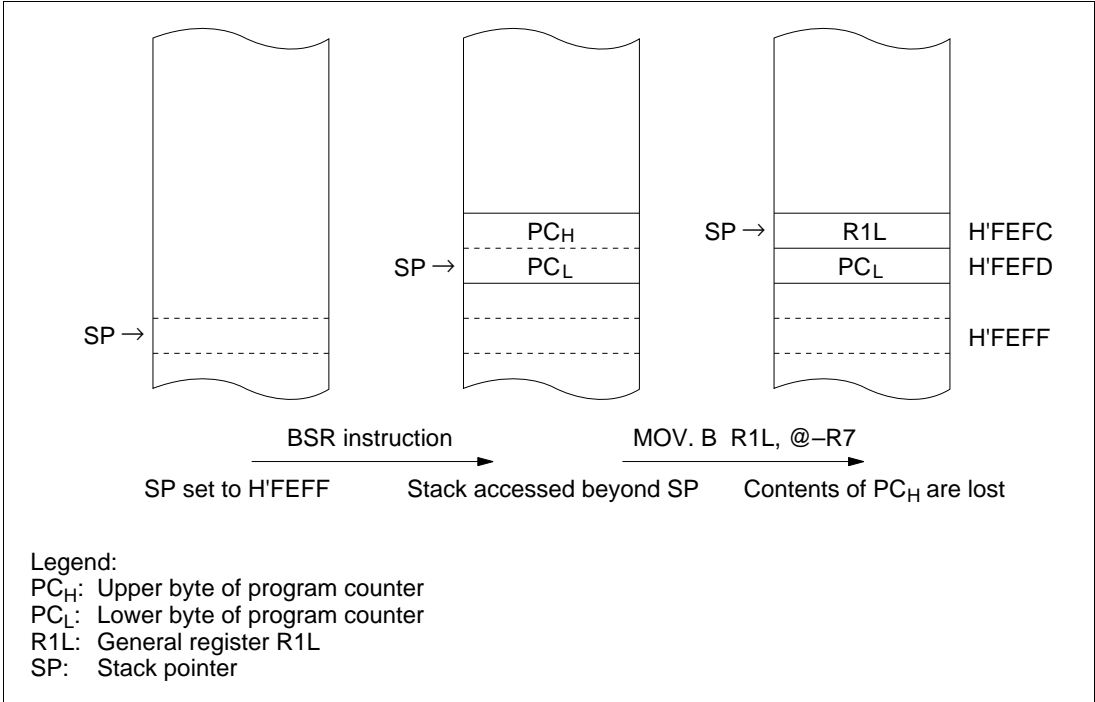 PCH
SP → R1L H'FEFC
SP → PCL PCL H'FEFD
SP → H'FEFF
BSR instruction MOV. B R1L, @–R7
SP set to H'FEFF Stack accessed beyond SP Contents of PCH are lost
Legend:
PCH: Upper byte of program counter
PCL: Lower byte of program counter
R1L: General register R1L
SP: Stack pointer